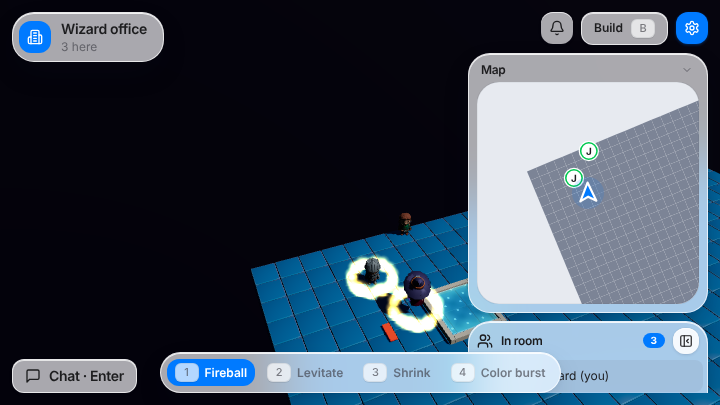 Wizard office
3 here
Build B
Map
J
J
In room 3
ard (you)
Chat · Enter
1 Fireball 2 Levitate 3 Shrink 4 Color burst